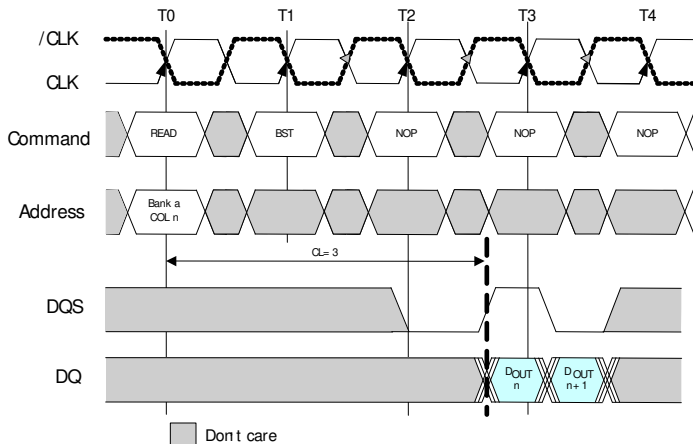 T0 T1 T2 T3 T4
/CLK
CLK
Command READ BST NOP NOP NOP
Address Bank a
COL n
CL= 3
DQS
DQ DOUT
n DOUT
n+ 1
Don't care